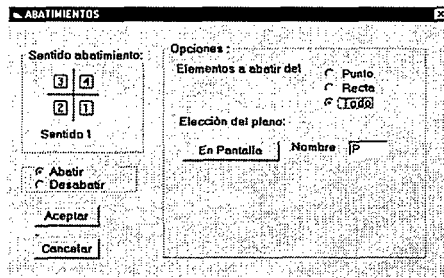 ABATIMIENTOS
Sentido abatimiento:
3 4
2 1
Sentido 1
Abatir
Desabatir
Aceptar
Cancelar
Opciones :
Elementos a abatir del
Punto
Recta
Todo
Elección del plano:
En Pantalla
Nombre P